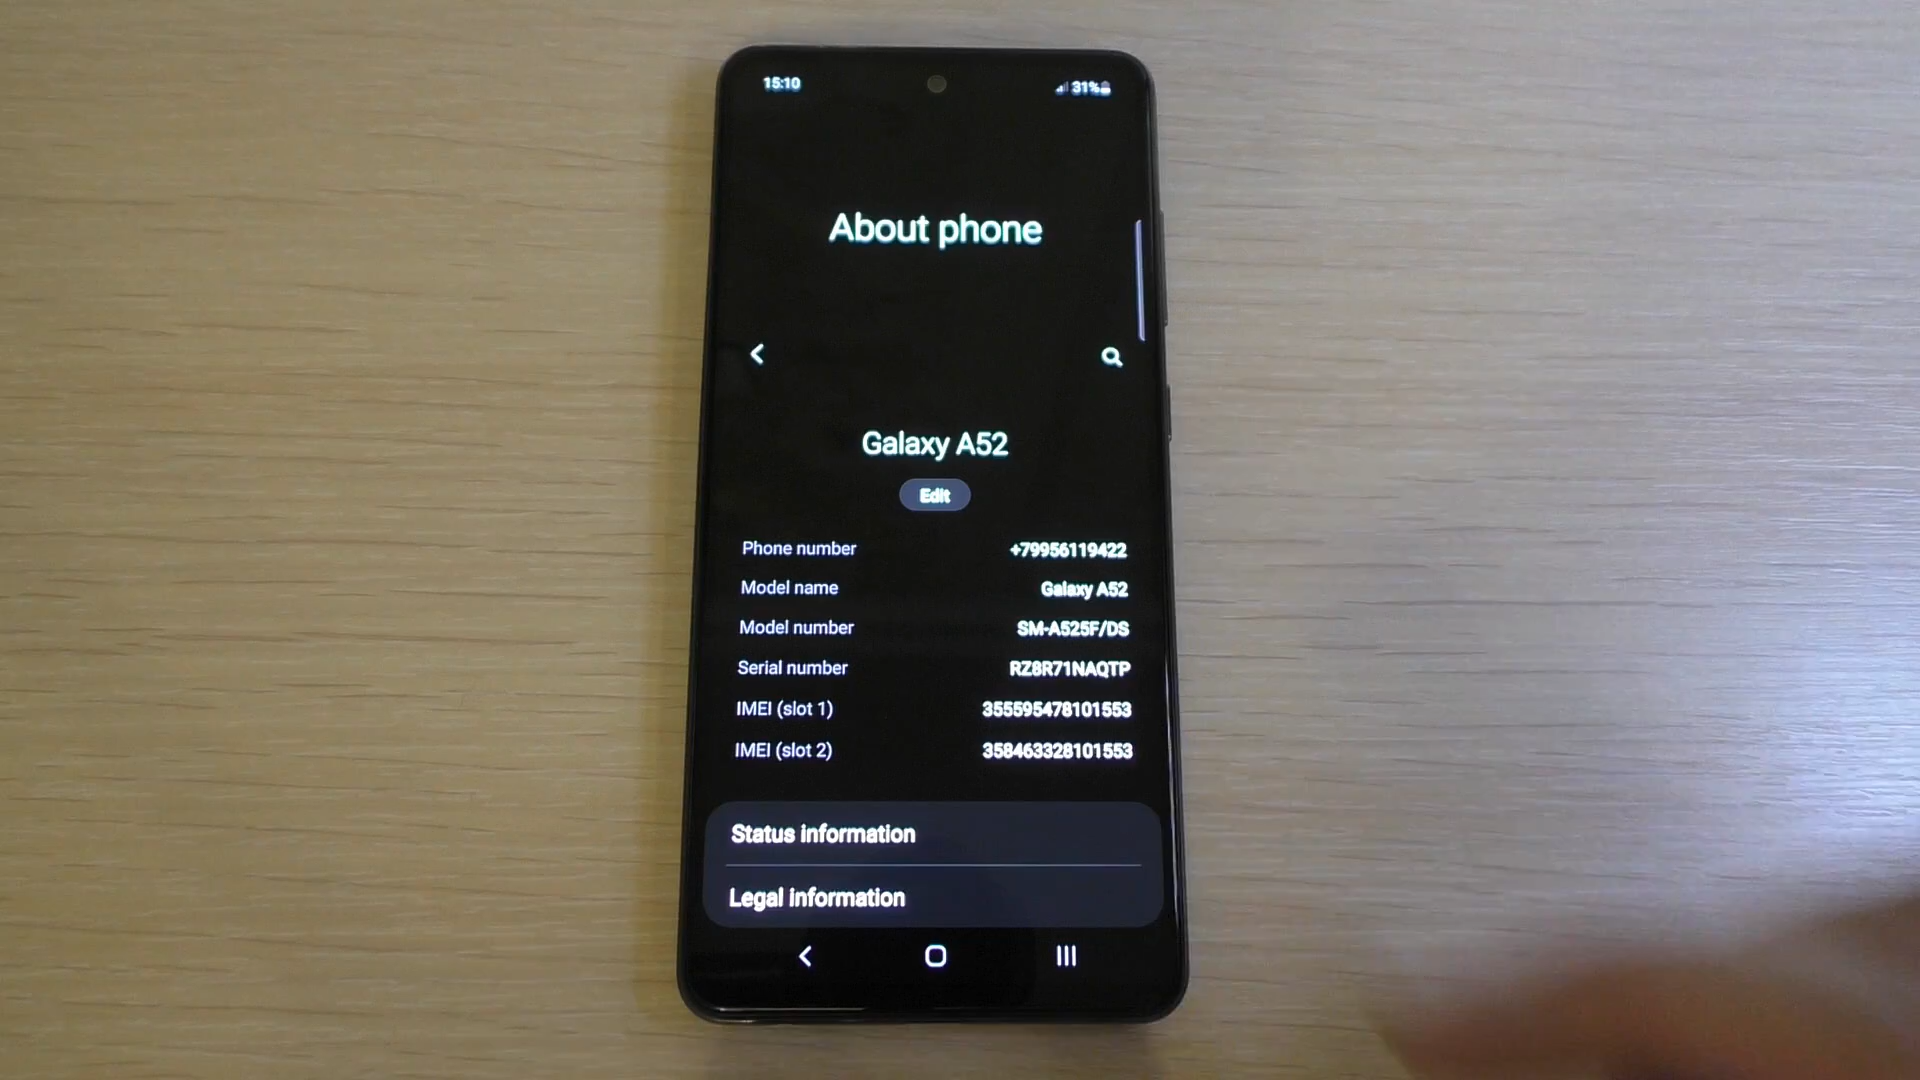 15:10 31%
About phone
Galaxy A52
Edit
Phone number +79956119422
Model name Galaxy A52
Model number SM-A525F/DS
Serial number RZ8R71NAQTP
IMEI (slot 1) 355595478101553
IMEI (slot 2) 358463328101553
Status information
Legal information